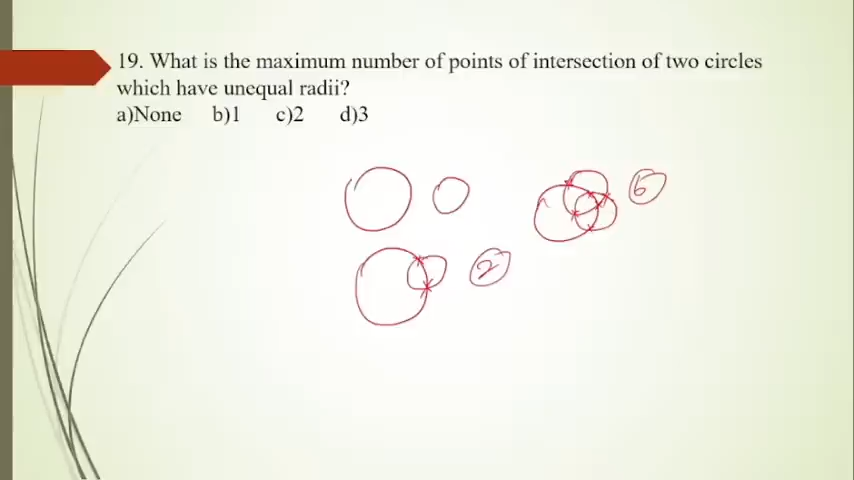 19. What is the maximum number of points of intersection of two circles
which have unequal radii?
a)None b)1 c)2 d)3
6
2